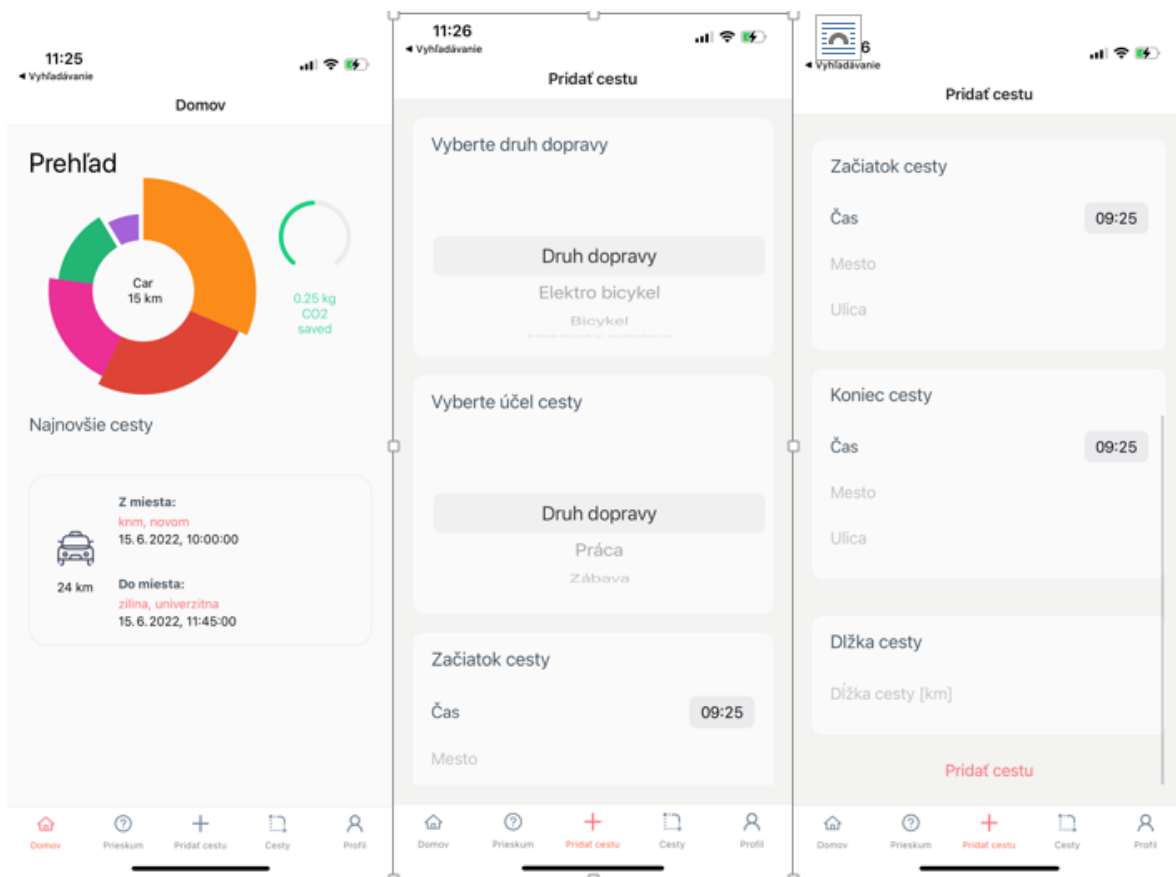 11:25
Vyhľadávanie
Domov
Prehľad
Car
15 km
0.25 kg
CO2
saved
Najnovšie cesty
Z miesta:
knm, novom
15. 6. 2022, 10:00:00
24 km
Do miesta:
zilina, univerzitna
15. 6. 2022, 11:45:00
Domov
Prieskum
Pridať cestu
Cesty
Profil
11:26
Vyhľadávanie
Pridať cestu
Vyberte druh dopravy
Druh dopravy
Elektro bicykel
Bicykel
Vyberte účel cesty
Druh dopravy
Práca
Zábava
Začiatok cesty
Čas
09:25
Mesto
Domov
Prieskum
Pridať cestu
Cesty
Profil
6
Vyhľadávanie
Pridať cestu
Začiatok cesty
Čas
09:25
Mesto
Ulica
Koniec cesty
Čas
09:25
Mesto
Ulica
Dlžka cesty
Dĺžka cesty [km]
Pridať cestu
Domov
Prieskum
Pridať cestu
Cesty
Profil